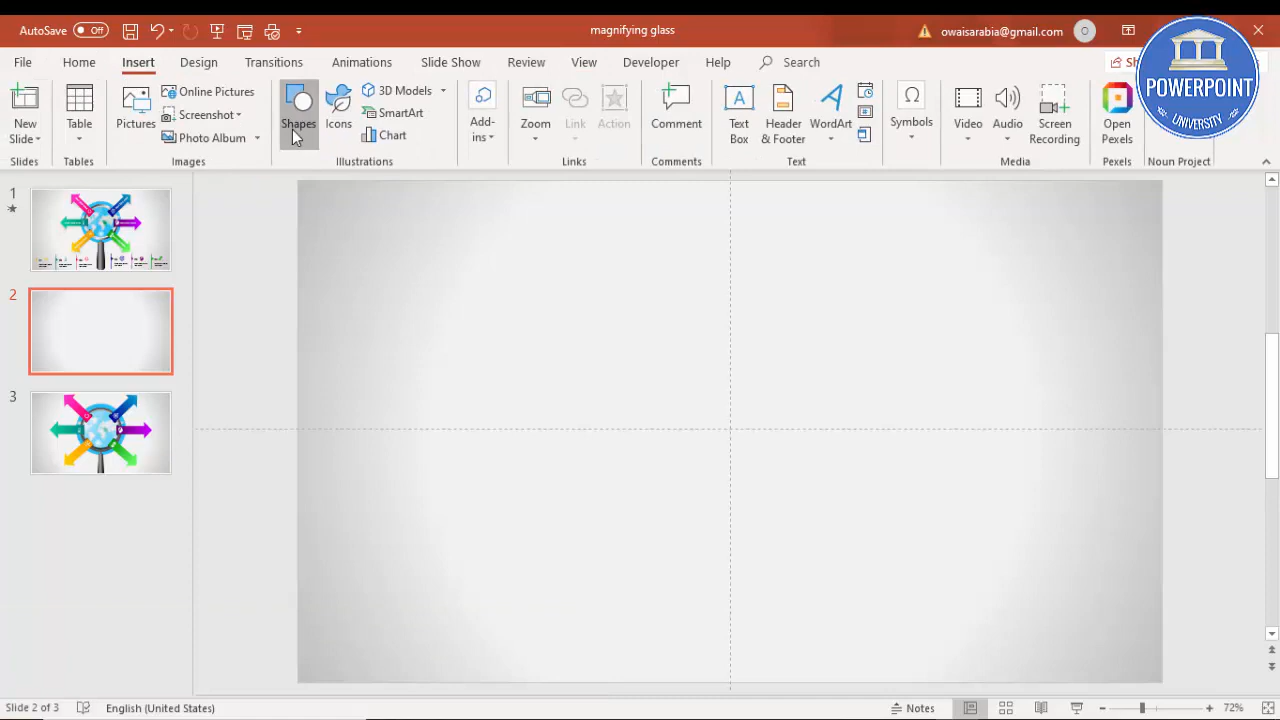 AutoSave Off
magnifying glass
owaisarabia@gmail.com
O
File Home Insert Design Transitions Animations Slide Show Review View Developer Help Search
POWERPOINT
UNIVERSITY
New Slide
Slides
Table
Tables
Pictures
Online Pictures
Screenshot
Photo Album
Images
Shapes
Icons
3D Models
SmartArt
Chart
Illustrations
Add-ins
Zoom
Link
Action
Links
Comment
Comments
Text Box
Header & Footer
WordArt
Text
Symbols
Video
Audio
Screen Recording
Media
Open Pexels
Pexels
Noun Project
1
2
3
Slide 2 of 3
English (United States)
Notes
72%